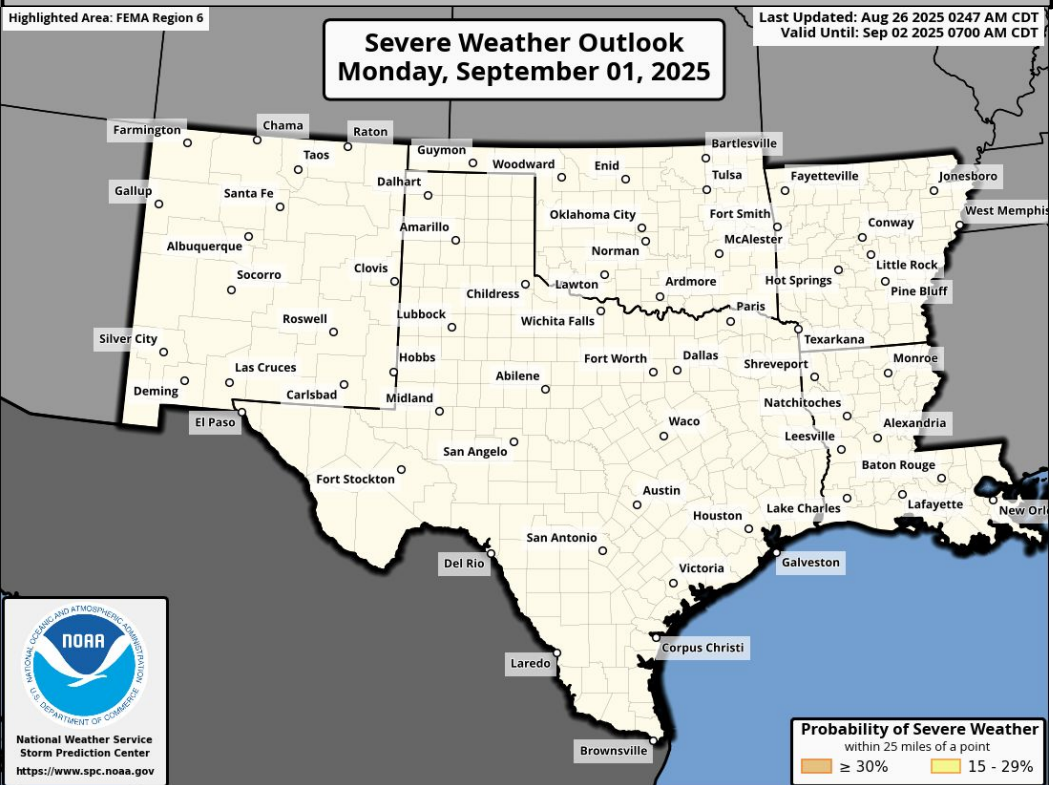 Highlighted Area: FEMA Region 6
Severe Weather Outlook
Monday, September 01, 2025
Last Updated: Aug 26 2025 0247 AM CDT
Valid Until: Sep 02 2025 0700 AM CDT
Farmington
Chama
Raton
Taos
Guymon
Woodward
Enid
Bartlesville
Tulsa
Fayetteville
Jonesboro
Gallup
Santa Fe
Dalhart
Oklahoma City
Fort Smith
West Memphis
Albuquerque
Amarillo
Norman
McAlester
Conway
Socorro
Clovis
Childress
Lawton
Ardmore
Hot Springs
Little Rock
Pine Bluff
Roswell
Lubbock
Wichita Falls
Paris
Texarkana
Silver City
Las Cruces
Hobbs
Abilene
Fort Worth
Dallas
Shreveport
Monroe
Deming
Carlsbad
Midland
Natchitoches
El Paso
San Angelo
Waco
Leesville
Alexandria
Fort Stockton
Austin
Baton Rouge
Houston
Lake Charles
Lafayette
New Orl
Del Rio
San Antonio
Galveston
Victoria
Laredo
Corpus Christi
Brownsville
NATIONAL OCEANIC AND ATMOSPHERIC ADMINISTRATION
NOAA
U.S. DEPARTMENT OF COMMERCE
National Weather Service
Storm Prediction Center
https://www.spc.noaa.gov
Probability of Severe Weather
within 25 miles of a point
≥ 30%
15 - 29%